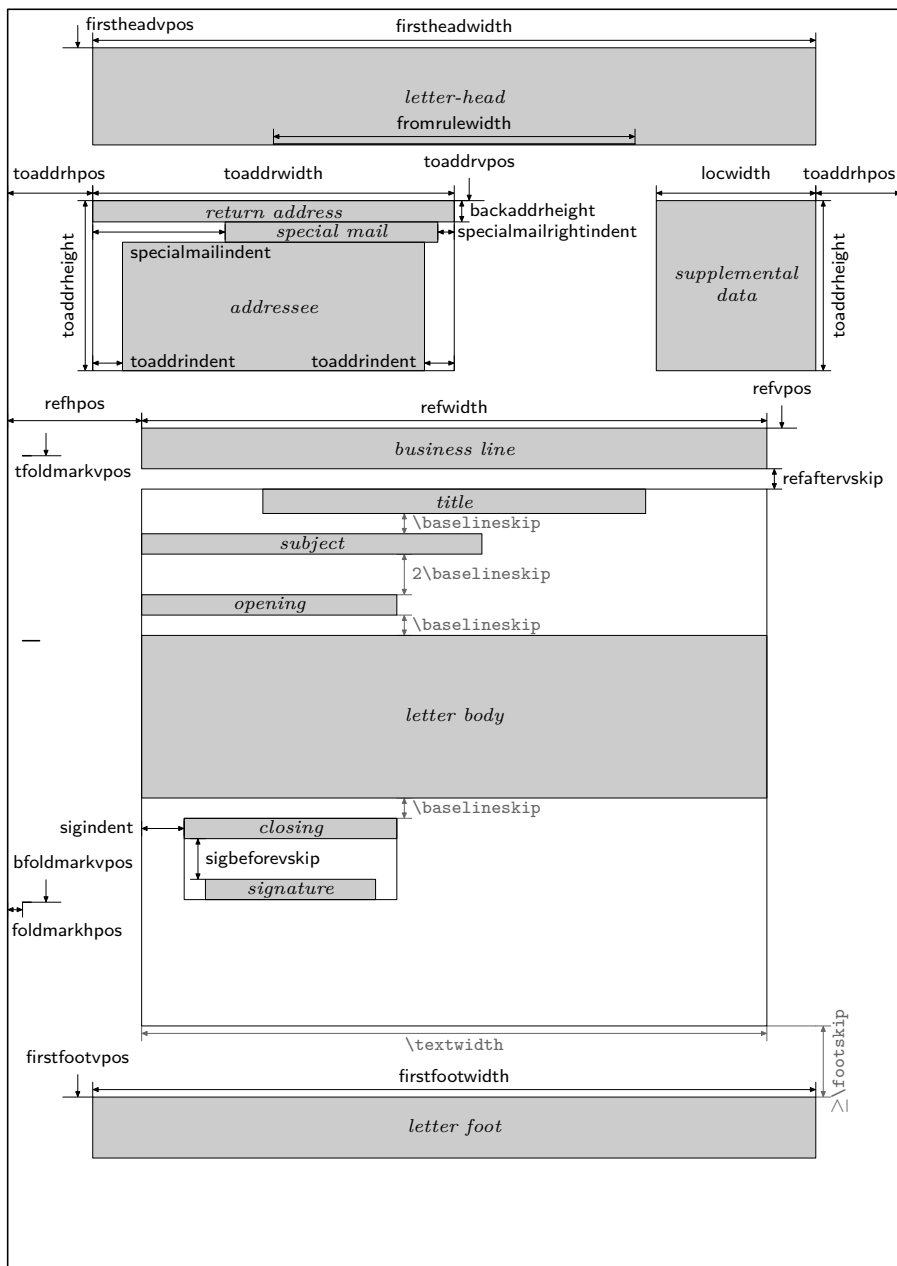 firstheadvpos
firstheadwidth
letter-head
fromrulewidth
toaddrvpos
toaddrhpos
toaddrwidth
locwidth
toaddrhpos
return address
backaddrheight
special mail
specialmailrightindent
specialmailindent
toaddrheight
addressee
supplemental
data
toaddrheight
toaddrindent
toaddrindent
refvpos
refhpos
refwidth
business line
tfoldmarkvpos
refaftervskip
title
\baselineskip
subject
2\baselineskip
opening
\baselineskip
letter body
\baselineskip
sigindent
closing
sigbeforevskip
bfoldmarkvpos
signature
foldmarkhpos
\textwidth
≥\footskip
firstfootvpos
firstfootwidth
letter foot